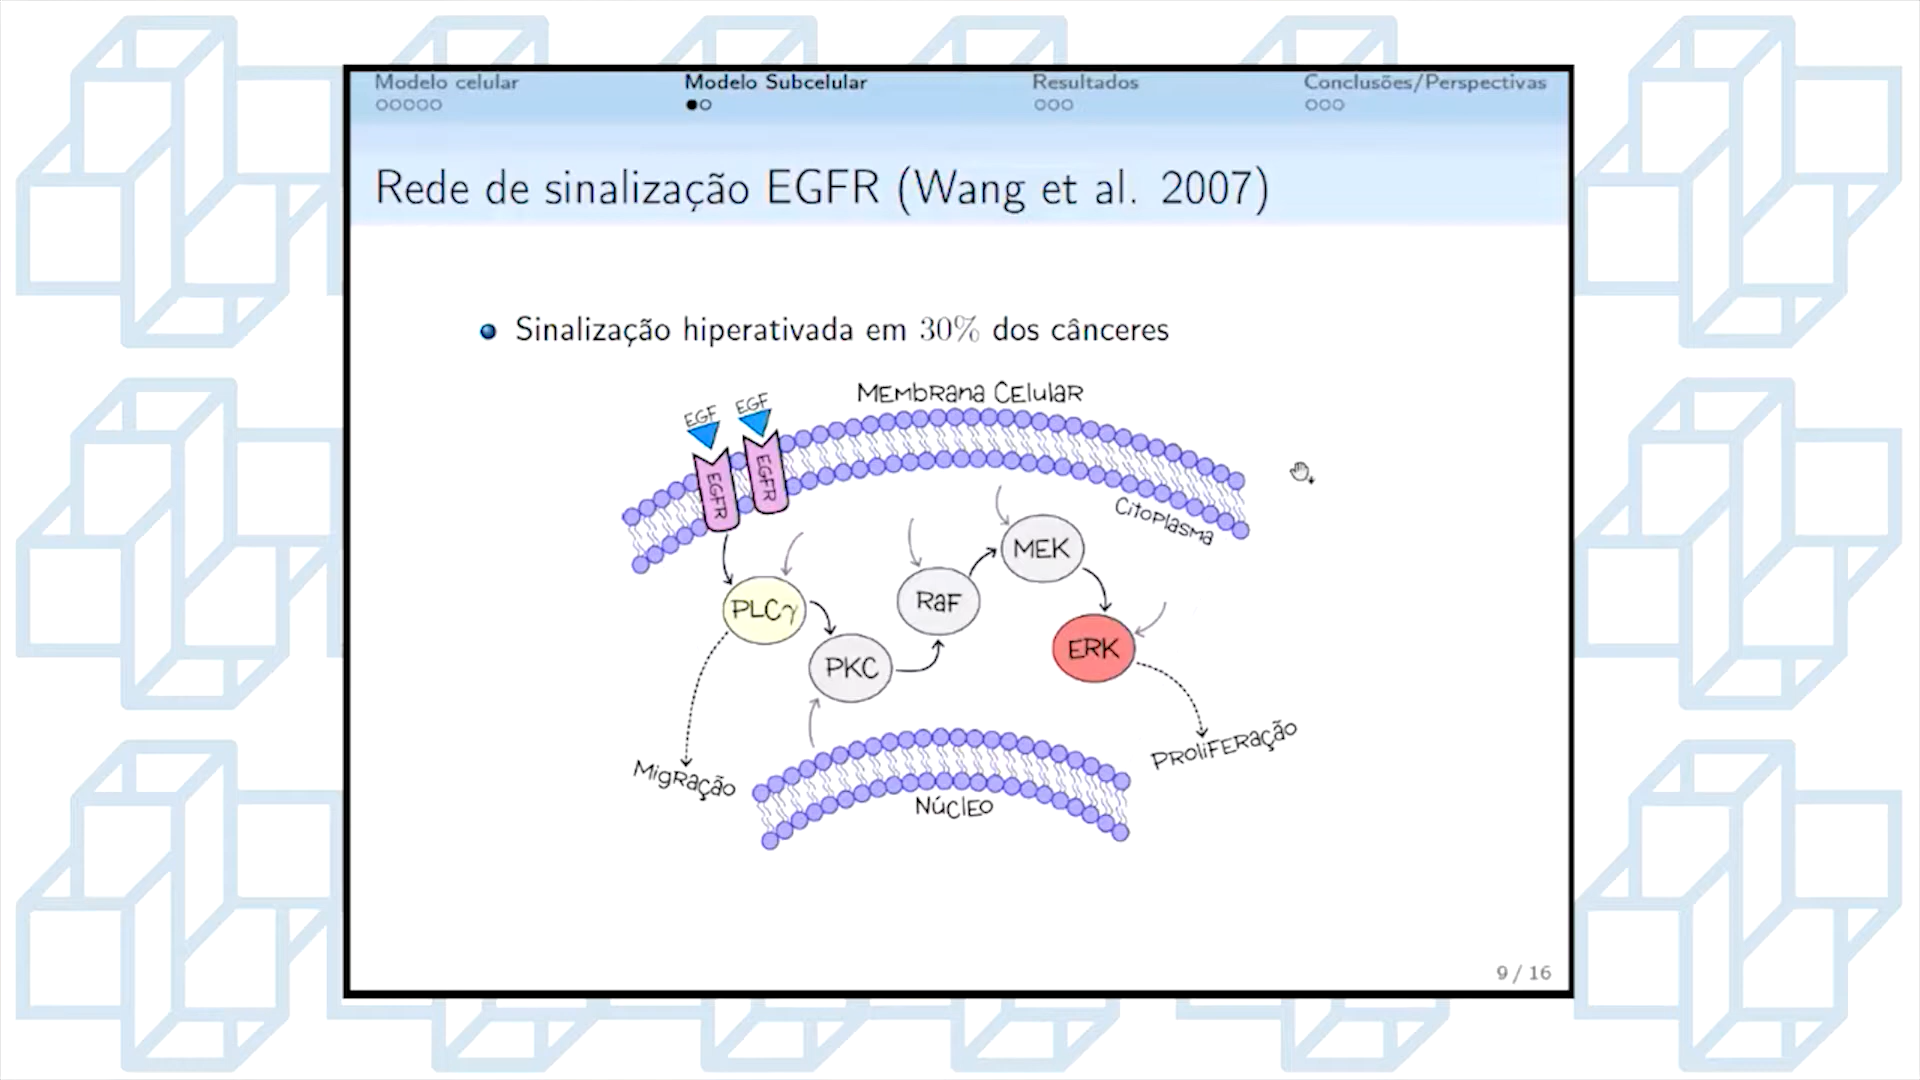 Modelo celular
Modelo Subcelular
Resultados
Conclusões/Perspectivas
Rede de sinalização EGFR (Wang et al. 2007)
Sinalização hiperativada em 30% dos cânceres
Membrana Celular
EGF
EGF
EGFR
EGFR
Citoplasma
MEK
Raf
PLCγ
ERK
PKC
Proliferação
Migração
Núcleo
9 / 16